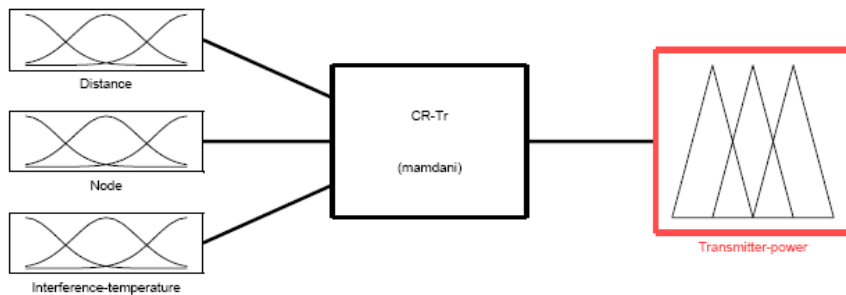 Distance
Node
Interference-temperature
CR-Tr
(mamdani)
Transmitter-power